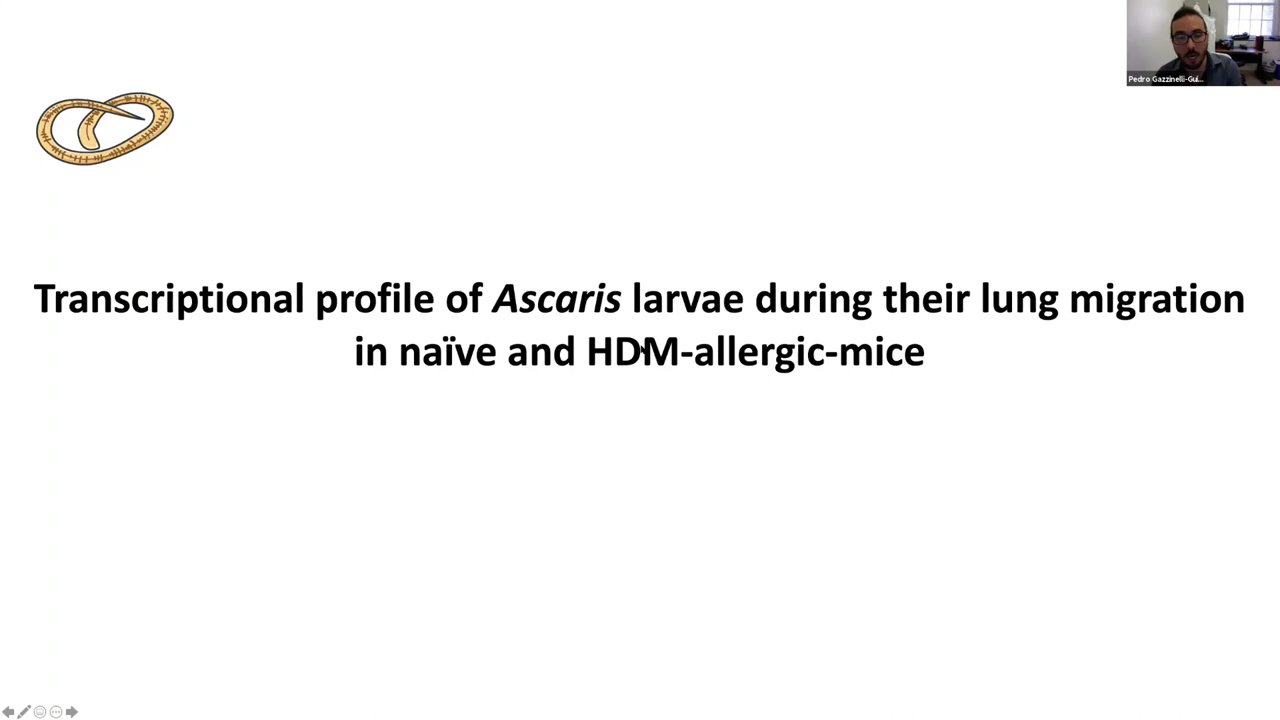 Pedro Gazzinelli-Gui...
Transcriptional profile of Ascaris larvae during their lung migration
in naïve and HDM-allergic-mice